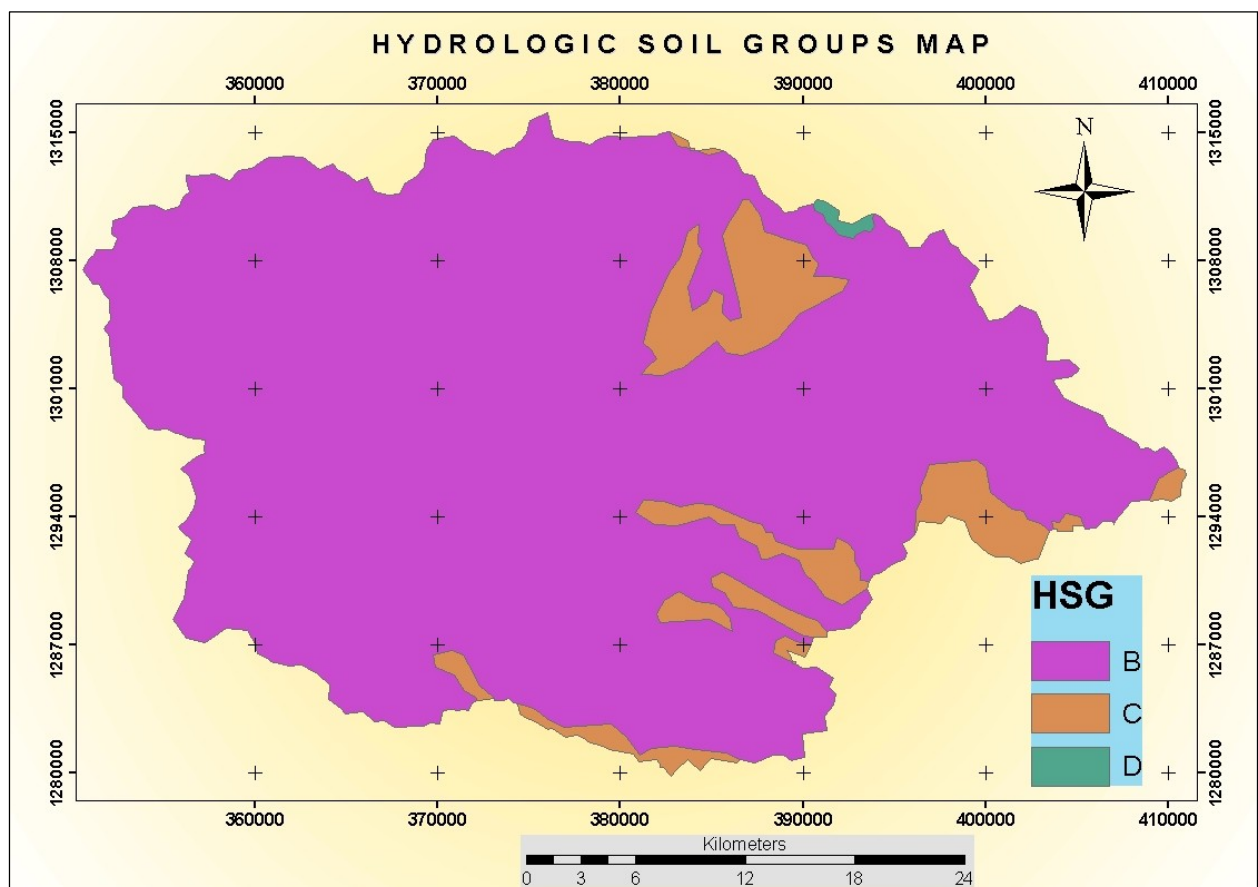 HYDROLOGIC SOIL GROUPS MAP
360000 370000 380000 390000 400000 410000
N
1315000 1315000
1308000 1308000
1301000 1301000
1294000 1294000
1287000 1287000
1280000 1280000
HSG
B
C
D
360000 370000 380000 390000 400000 410000
Kilometers
0 3 6 12 18 24